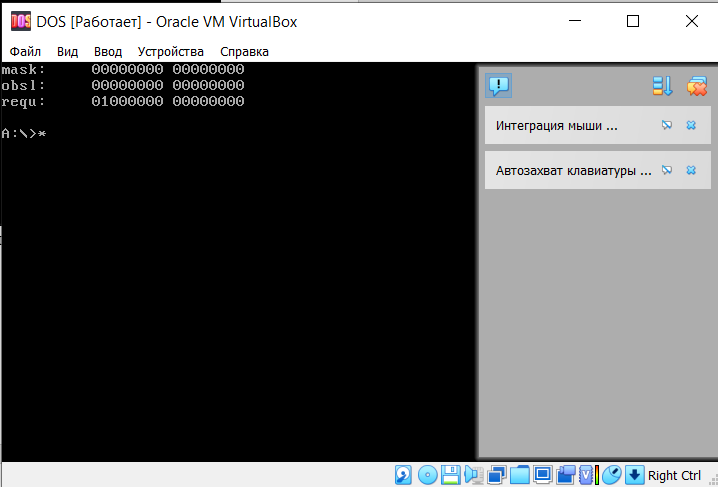 DOS [Работает] - Oracle VM VirtualBox
Файл Вид Ввод Устройства Справка
mask: 00000000 00000000
obsl: 00000000 00000000
requ: 01000000 00000000
A:\>*
Интеграция мыши ...
Автозахват клавиатуры ...
Right Ctrl